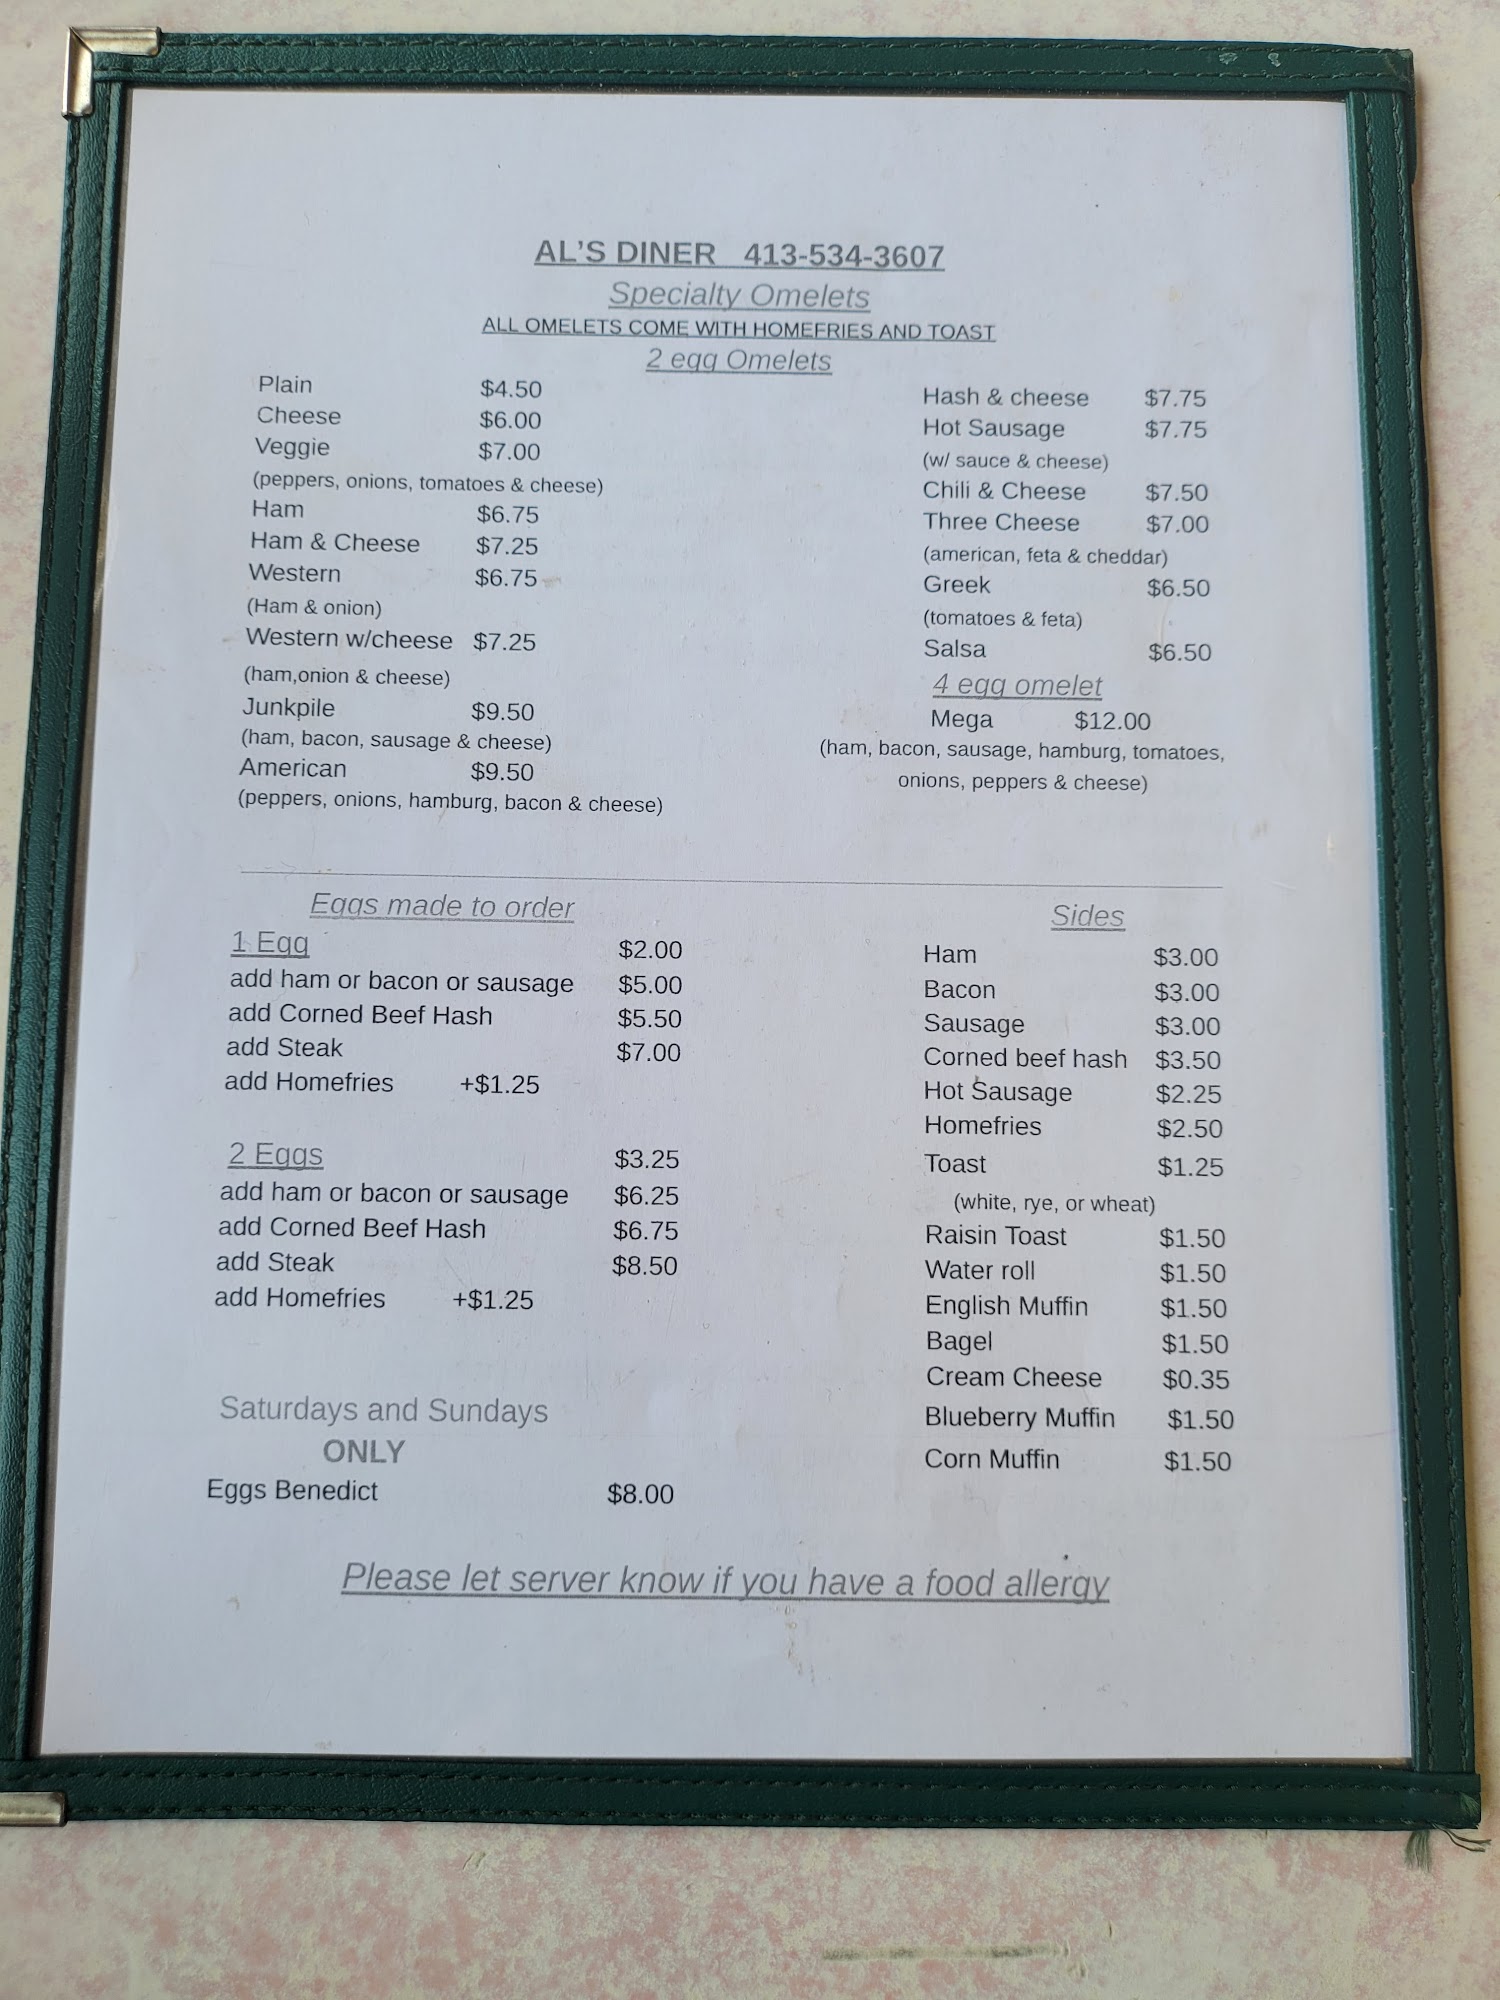 AL'S DINER 413-534-3607
Specialty Omelets
ALL OMELETS COME WITH HOMEFRIES AND TOAST
2 egg Omelets
Plain $4.50
Cheese $6.00
Veggie $7.00
(peppers, onions, tomatoes & cheese)
Ham $6.75
Ham & Cheese $7.25
Western $6.75
(Ham & onion)
Western w/cheese $7.25
(ham,onion & cheese)
Junkpile $9.50
(ham, bacon, sausage & cheese)
American $9.50
(peppers, onions, hamburg, bacon & cheese)
Hash & cheese $7.75
Hot Sausage $7.75
(w/ sauce & cheese)
Chili & Cheese $7.50
Three Cheese $7.00
(american, feta & cheddar)
Greek $6.50
(tomatoes & feta)
Salsa $6.50
4 egg omelet
Mega $12.00
(ham, bacon, sausage, hamburg, tomatoes,
onions, peppers & cheese)
Eggs made to order
1 Egg $2.00
add ham or bacon or sausage $5.00
add Corned Beef Hash $5.50
add Steak $7.00
add Homefries +$1.25
2 Eggs $3.25
add ham or bacon or sausage $6.25
add Corned Beef Hash $6.75
add Steak $8.50
add Homefries +$1.25
Saturdays and Sundays
ONLY
Eggs Benedict $8.00
Sides
Ham $3.00
Bacon $3.00
Sausage $3.00
Corned beef hash $3.50
Hot Sausage $2.25
Homefries $2.50
Toast $1.25
(white, rye, or wheat)
Raisin Toast $1.50
Water roll $1.50
English Muffin $1.50
Bagel $1.50
Cream Cheese $0.35
Blueberry Muffin $1.50
Corn Muffin $1.50
Please let server know if you have a food allergy